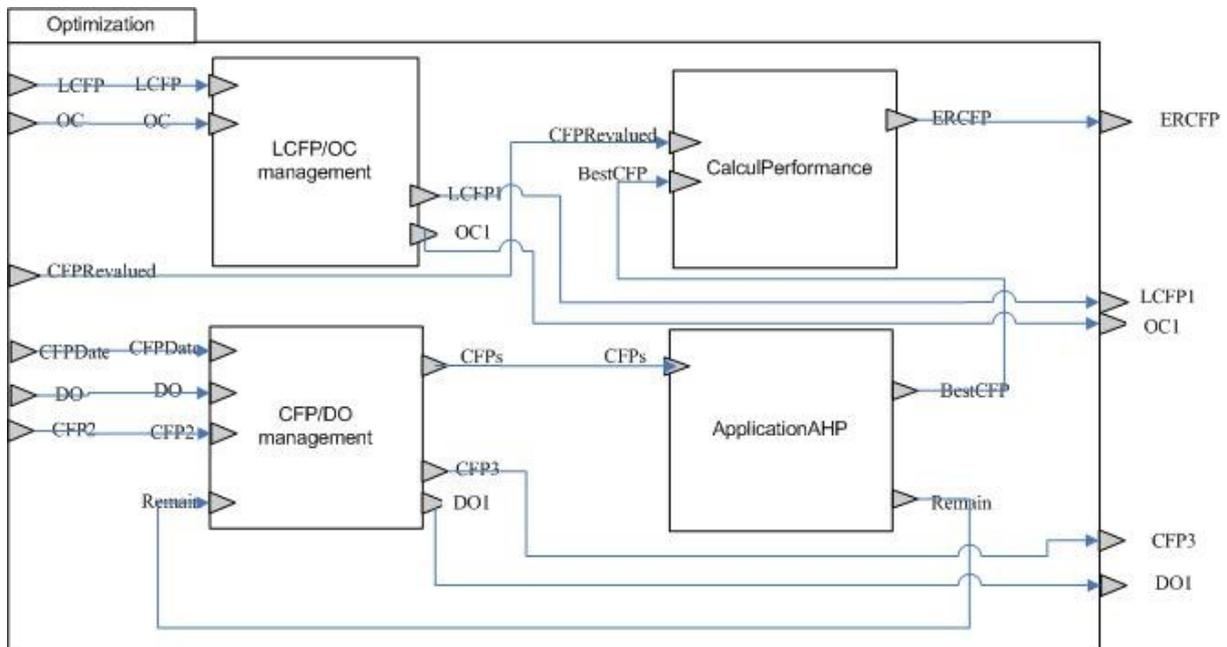 Optimization
LCFP LCFP
OC OC
LCFP/OC
management
LCFP1
OC1
CFPRevalued
CFPRevalued
BestCFP
CalculPerformance
ERCFP
ERCFP
LCFP1
OC1
CFPDate CFPDate
DO DO
CFP2 CFP2
Remain
CFP/DO
management
CFPs CFPs
CFP3
DO1
ApplicationAHP
BestCFP
Remain
CFP3
DO1